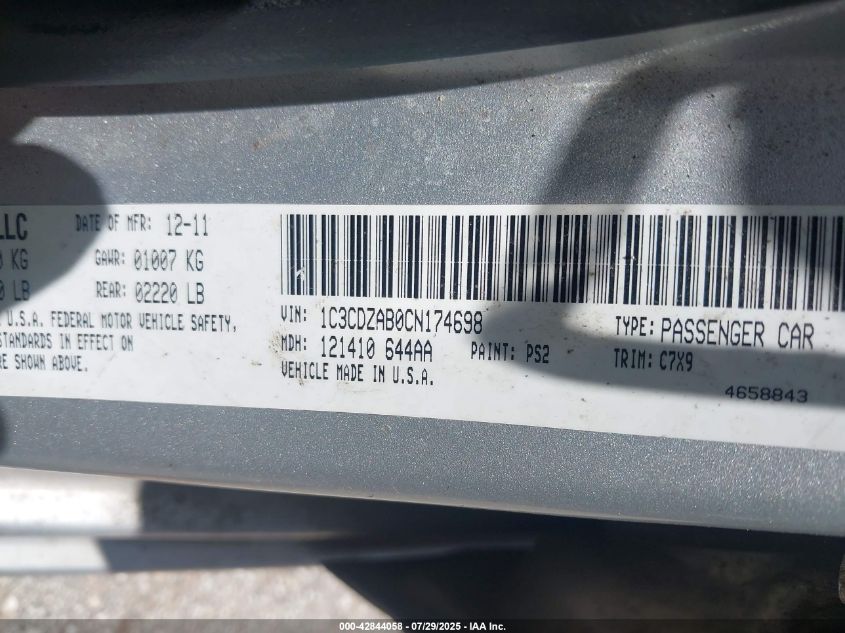 LLC DATE OF MFR: 12-11
KG GAWR: 01007 KG
LB REAR: 02220 LB
U.S.A. FEDERAL MOTOR VEHICLE SAFETY,
STANDARDS IN EFFECT ON
SHOWN ABOVE.
VIN: 1C3CDZAB0CN174698 TYPE: PASSENGER CAR
MDH: 121410 644AA PAINT: PS2 TRIM: C7X9
VEHICLE MADE IN U.S.A.
4658843
000-42844058 - 07/29/2025 - IAA Inc.